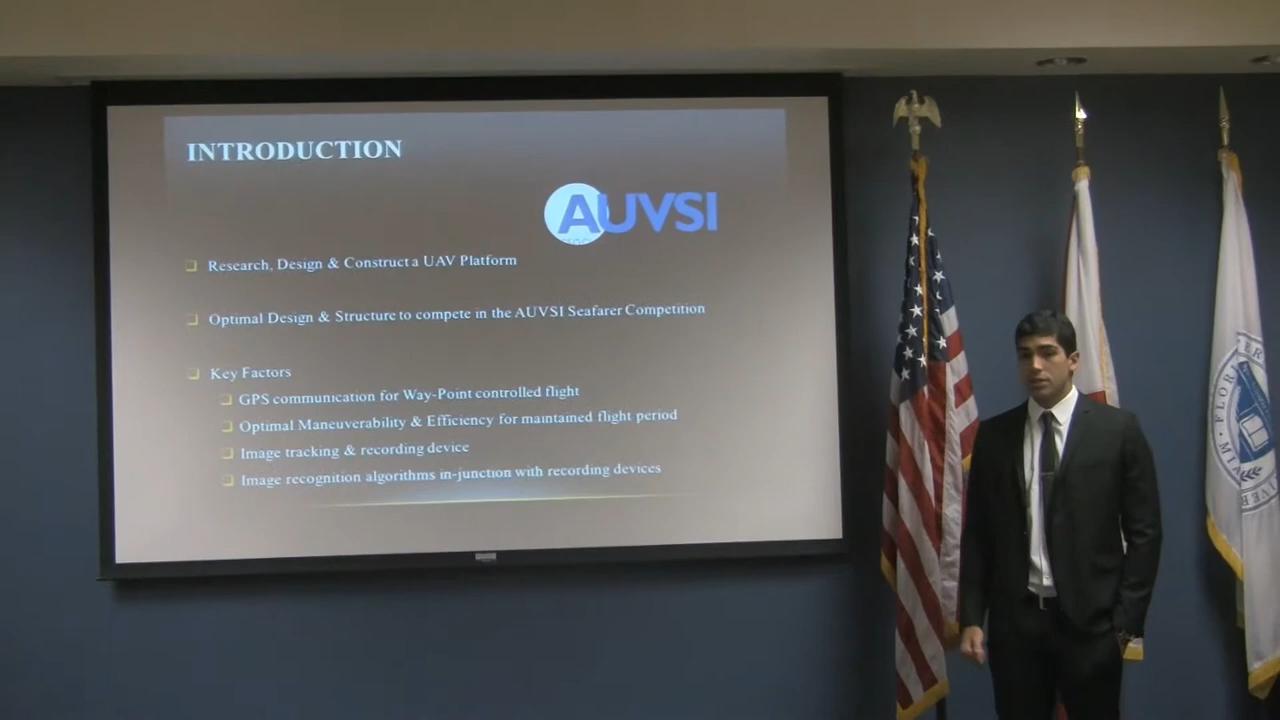 INTRODUCTION
AUVSI
Research, Design & Construct a UAV Platform
Optimal Design & Structure to compete in the AUVSI Seafarer Competition
Key Factors
GPS communication for Way-Point controlled flight
Optimal Maneuverability & Efficiency for maintained flight period
Image tracking & recording device
Image recognition algorithms in-junction with recording devices
FLOR
MIA